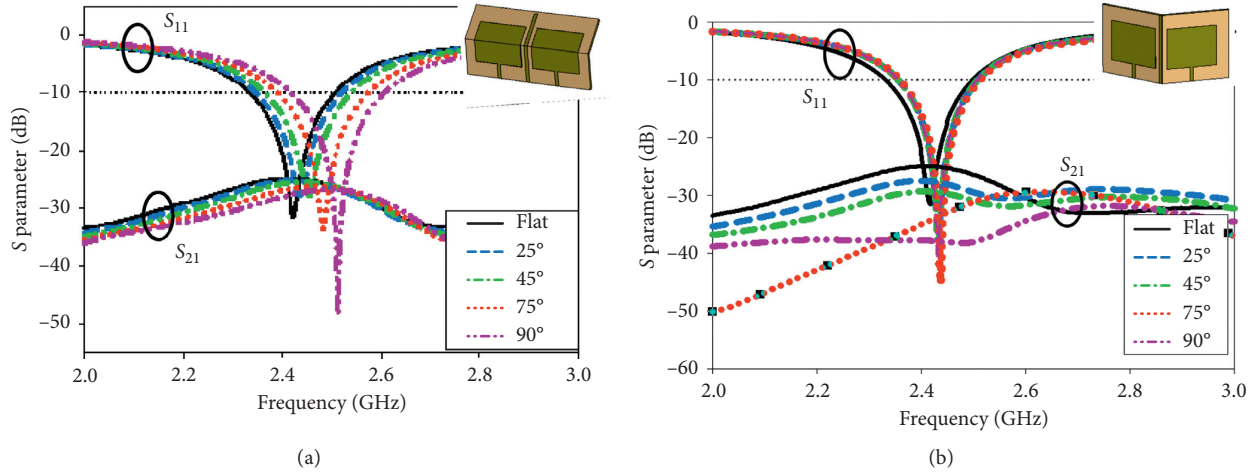 0
−5
−10
−20
−30
−40
−50
S parameter (dB)
S11
S21
Flat
25°
45°
75°
90°
2.0
2.2
2.4
2.6
2.8
3.0
Frequency (GHz)
(a)
0
−10
−20
−30
−40
−50
−60
S parameter (dB)
S11
S21
Flat
25°
45°
75°
90°
2.0
2.2
2.4
2.6
2.8
3.0
Frequency (GHz)
(b)